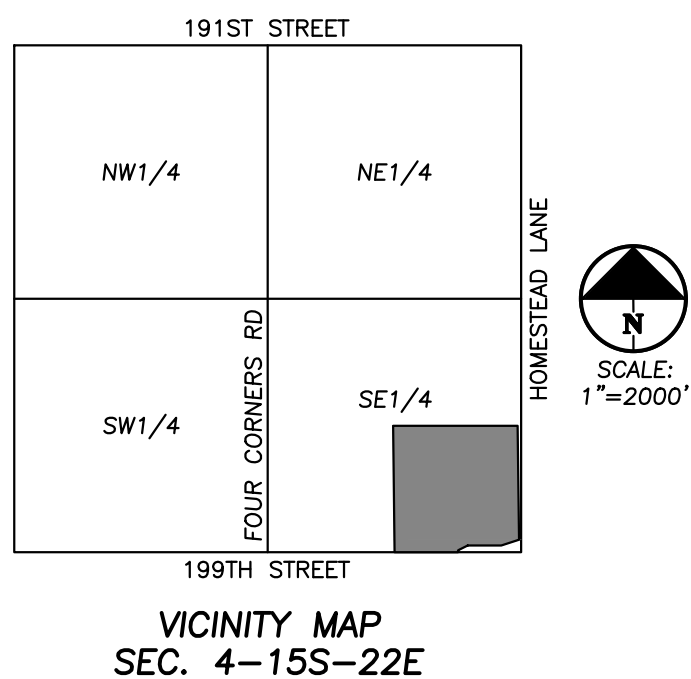 191ST STREET
NW1/4
NE1/4
HOMESTEAD LANE
N
SCALE:
1"=2000'
FOUR CORNERS RD
SE1/4
SW1/4
199TH STREET
VICINITY MAP
SEC. 4-15S-22E